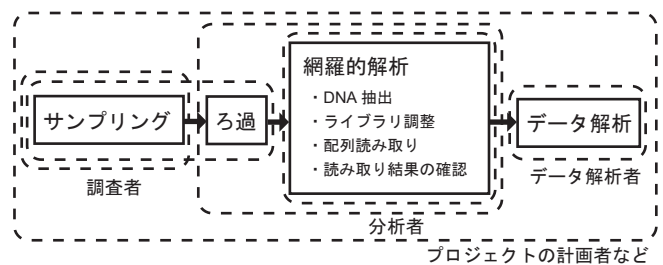 サンプリング
ろ過
網羅的解析
・DNA 抽出
・ライブラリ調整
・配列読み取り
・読み取り結果の確認
データ解析
調査者
分析者
データ解析者
プロジェクトの計画者など